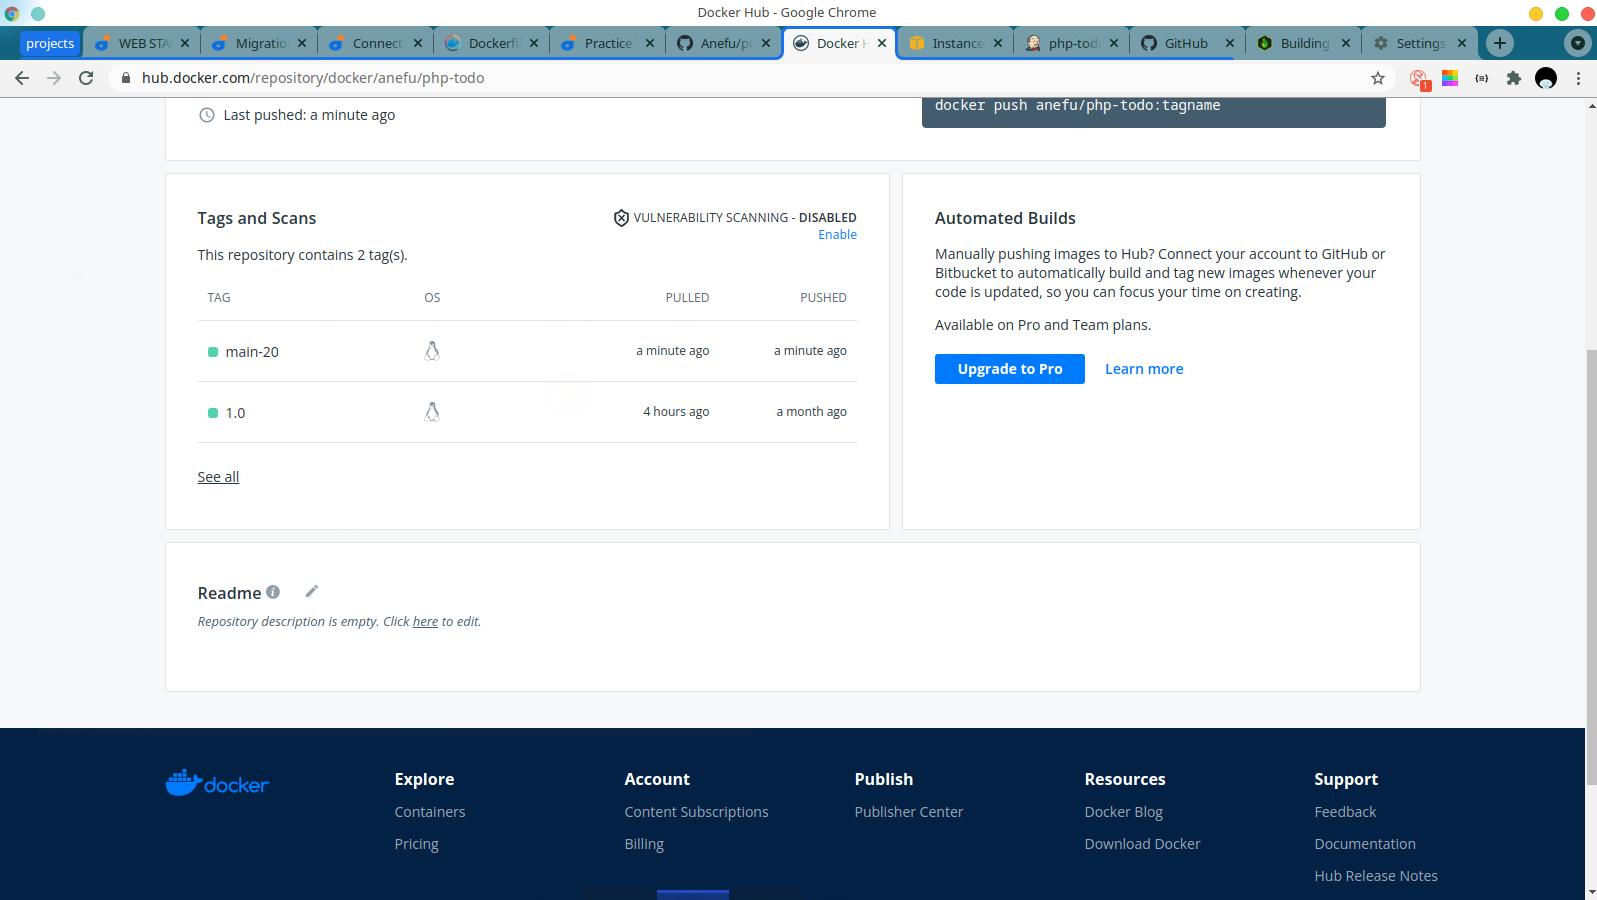 Docker Hub - Google Chrome
projects
WEB STA
Migratio
Connect
Dockerfi
Practice
Anefu/p
Docker H
Instance
php-tod
GitHub
Building
Settings
hub.docker.com/repository/docker/anefu/php-todo
1
Last pushed: a minute ago
docker push anefu/php-todo:tagname
Tags and Scans
VULNERABILITY SCANNING - DISABLED
Enable
This repository contains 2 tag(s).
TAG OS PULLED PUSHED
main-20 a minute ago a minute ago
1.0 4 hours ago a month ago
See all
Automated Builds
Manually pushing images to Hub? Connect your account to GitHub or
Bitbucket to automatically build and tag new images whenever your
code is updated, so you can focus your time on creating.
Available on Pro and Team plans.
Upgrade to Pro Learn more
Readme
Repository description is empty. Click here to edit.
docker
Explore
Containers
Pricing
Account
Content Subscriptions
Billing
Publish
Publisher Center
Resources
Docker Blog
Download Docker
Support
Feedback
Documentation
Hub Release Notes